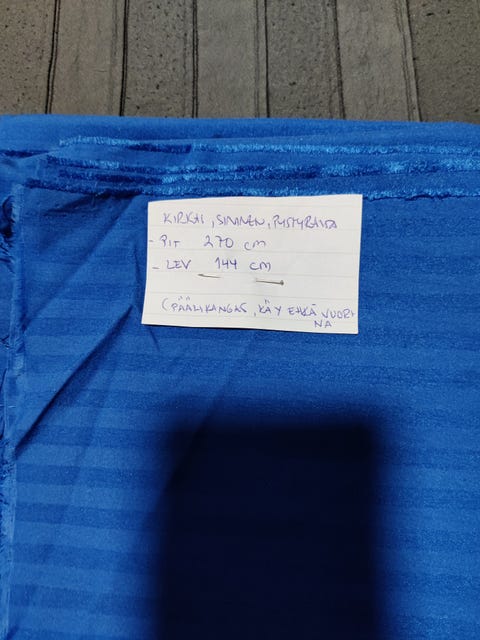 KIRKAS, SININEN, PYSTYRAITA
- PIT 270 cm
- LEV 144 cm
(PÄÄLIKANGAS, KÄY EHKÄ VUORI
NA